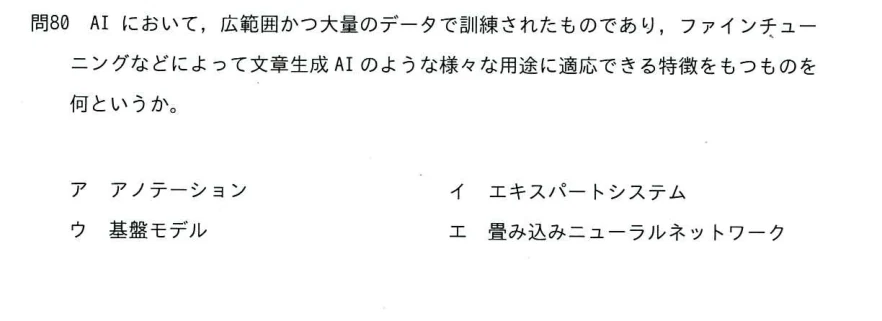 問80 AI において，広範囲かつ大量のデータで訓練されたものであり，ファインチュー
ニングなどによって文章生成 AI のような様々な用途に適応できる特徴をもつものを
何というか。
ア アノテーション イ エキスパートシステム
ウ 基盤モデル エ 畳み込みニューラルネットワーク